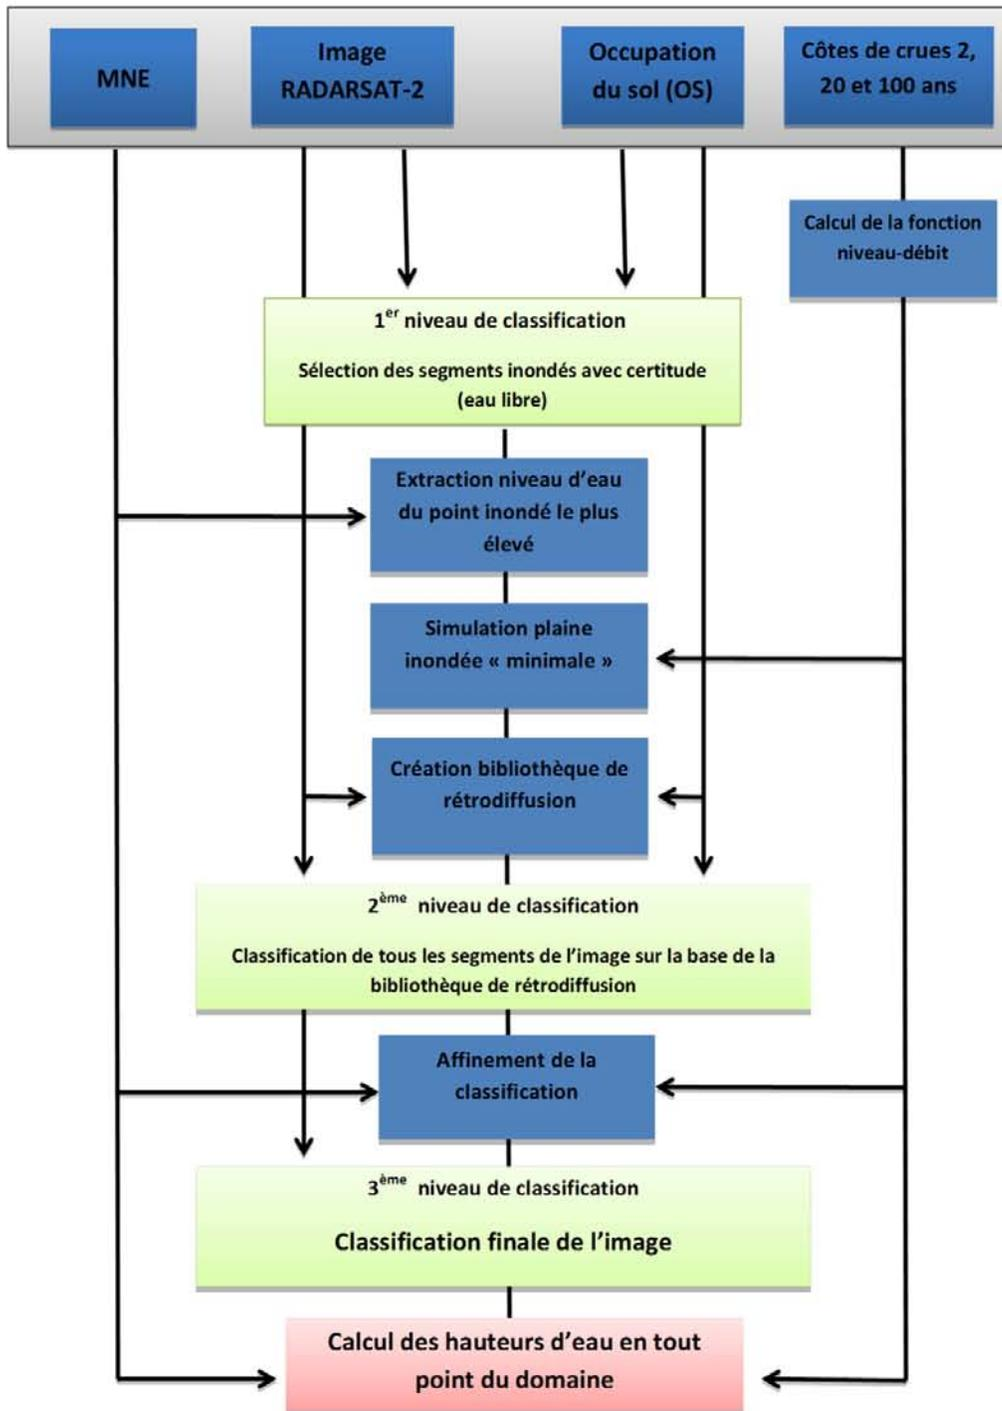 MNE
Image
RADARSAT-2
Occupation
du sol (OS)
Côtes de crues 2,
20 et 100 ans
Calcul de la fonction
niveau-débit
1er niveau de classification
Sélection des segments inondés avec certitude
(eau libre)
Extraction niveau d'eau
du point inondé le plus
élevé
Simulation plaine
inondée « minimale »
Création bibliothèque de
rétrodiffusion
2ème niveau de classification
Classification de tous les segments de l'image sur la base de la
bibliothèque de rétrodiffusion
Affinement de la
classification
3ème niveau de classification
Classification finale de l'image
Calcul des hauteurs d'eau en tout
point du domaine